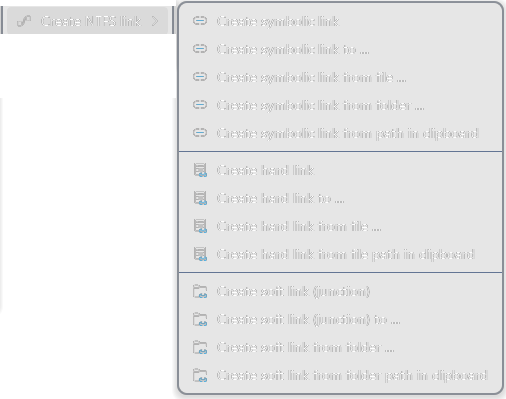 Create NTFS link
Create symbolic link
Create symbolic link to ...
Create symbolic link from file ...
Create symbolic link from folder ...
Create symbolic link from path in clipboard
Create hard link
Create hard link to ...
Create hard link from file ...
Create hard link from file path in clipboard
Create soft link (junction)
Create soft link (junction) to ...
Create soft link from folder ...
Create soft link from folder path in clipboard